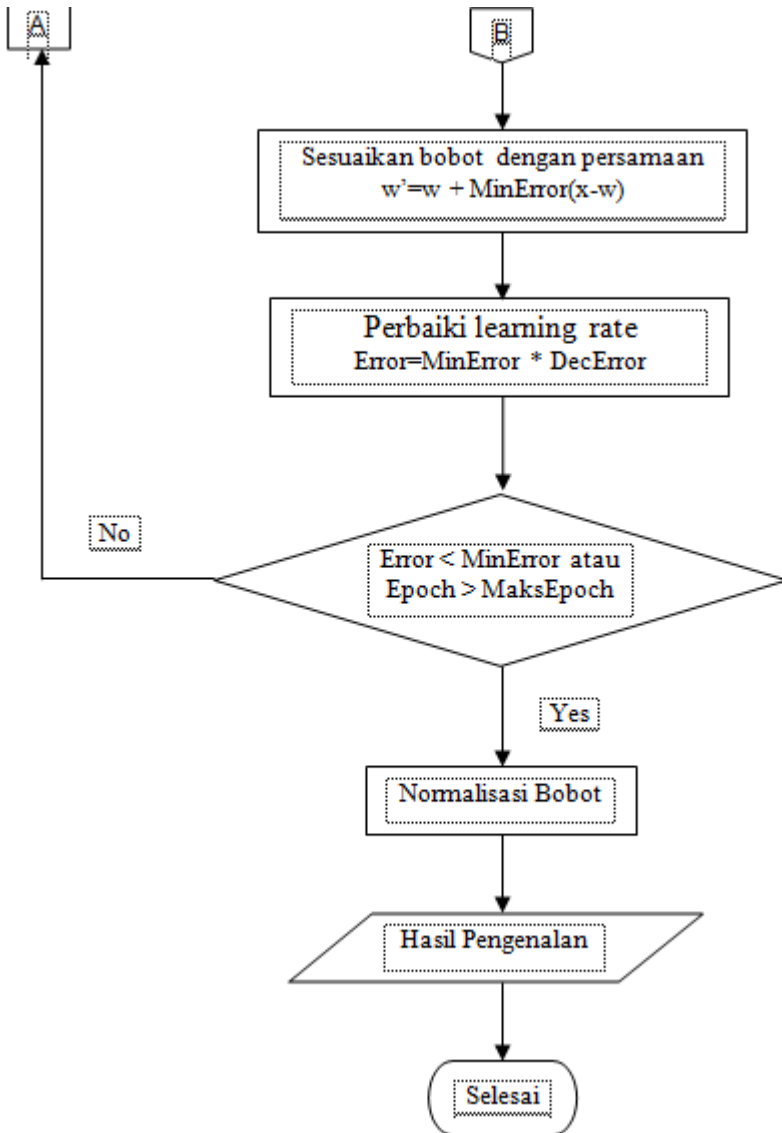 A
B
Sesuaikan bobot dengan persamaan
w’=w + MinError(x-w)
Perbaiki learning rate
Error=MinError * DecError
No
Error < MinError atau
Epoch > MaksEpoch
Yes
Normalisasi Bobot
Hasil Pengenalan
Selesai